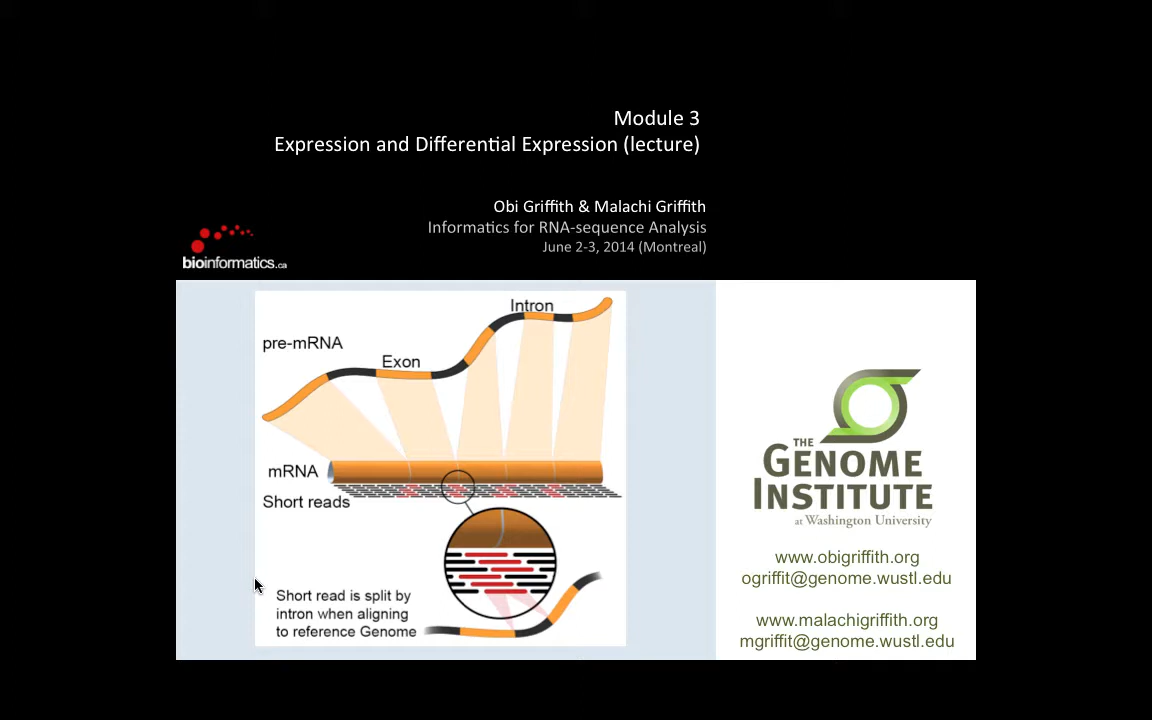 Module 3
Expression and Differential Expression (lecture)
Obi Griffith & Malachi Griffith
Informatics for RNA-sequence Analysis
June 2-3, 2014 (Montreal)
bioinformatics.ca
Intron
pre-mRNA
Exon
mRNA
Short reads
Short read is split by
intron when aligning
to reference Genome
THE
GENOME
INSTITUTE
at Washington University
www.obigriffith.org
ogriffit@genome.wustl.edu
www.malachigriffith.org
mgriffit@genome.wustl.edu